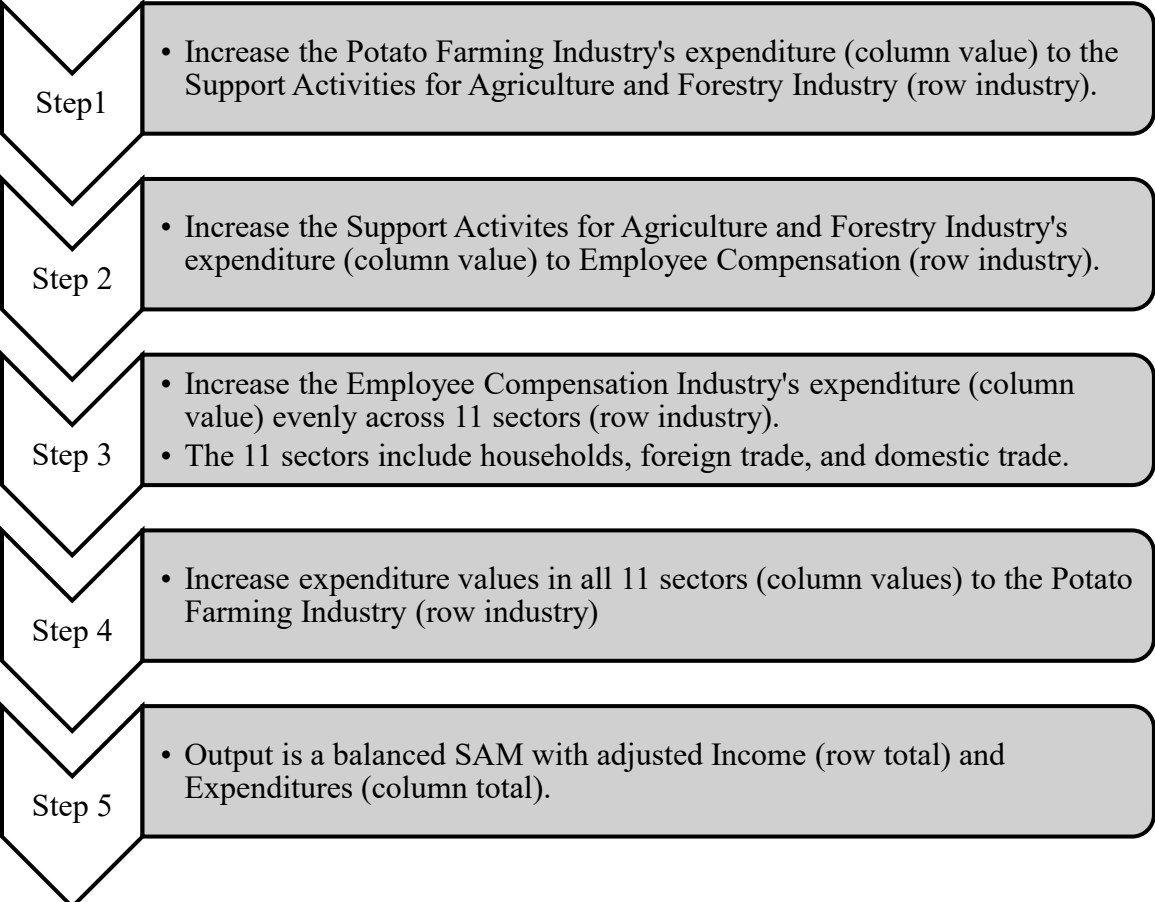 Step1
• Increase the Potato Farming Industry's expenditure (column value) to the
Support Activities for Agriculture and Forestry Industry (row industry).
Step 2
• Increase the Support Activites for Agriculture and Forestry Industry's
expenditure (column value) to Employee Compensation (row industry).
Step 3
• Increase the Employee Compensation Industry's expenditure (column
value) evenly across 11 sectors (row industry).
• The 11 sectors include households, foreign trade, and domestic trade.
Step 4
• Increase expenditure values in all 11 sectors (column values) to the Potato
Farming Industry (row industry)
Step 5
• Output is a balanced SAM with adjusted Income (row total) and
Expenditures (column total).